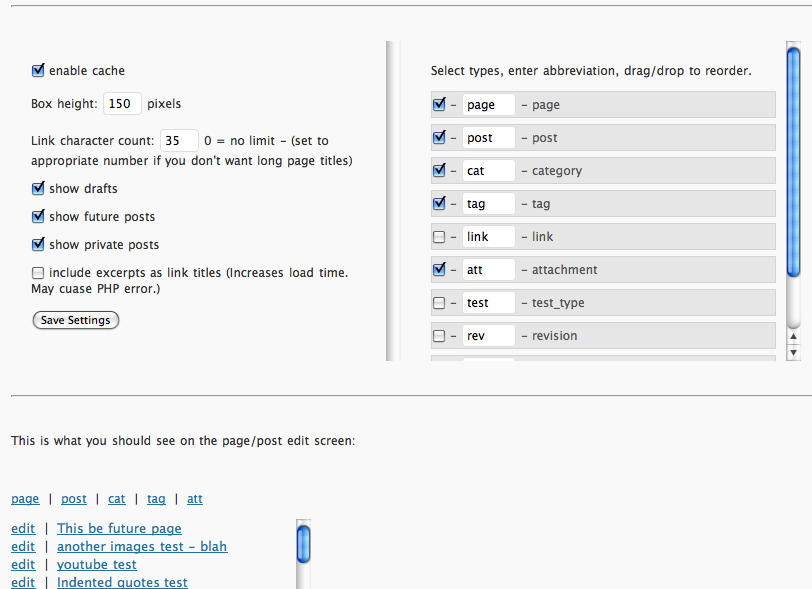 enable cache
Box height: 150 pixels
Link character count: 35 0 = no limit – (set to
appropriate number if you don't want long page titles)
show drafts
show future posts
show private posts
include excerpts as link titles (Increases load time.
May cuase PHP error.)
Save Settings
Select types, enter abbreviation, drag/drop to reorder.
– page – page
– post – post
– cat – category
– tag – tag
– link – link
– att – attachment
– test – test_type
– rev – revision
This is what you should see on the page/post edit screen:
page | post | cat | tag | att
edit | This be future page
edit | another images test – blah
edit | youtube test
edit | Indented quotes test